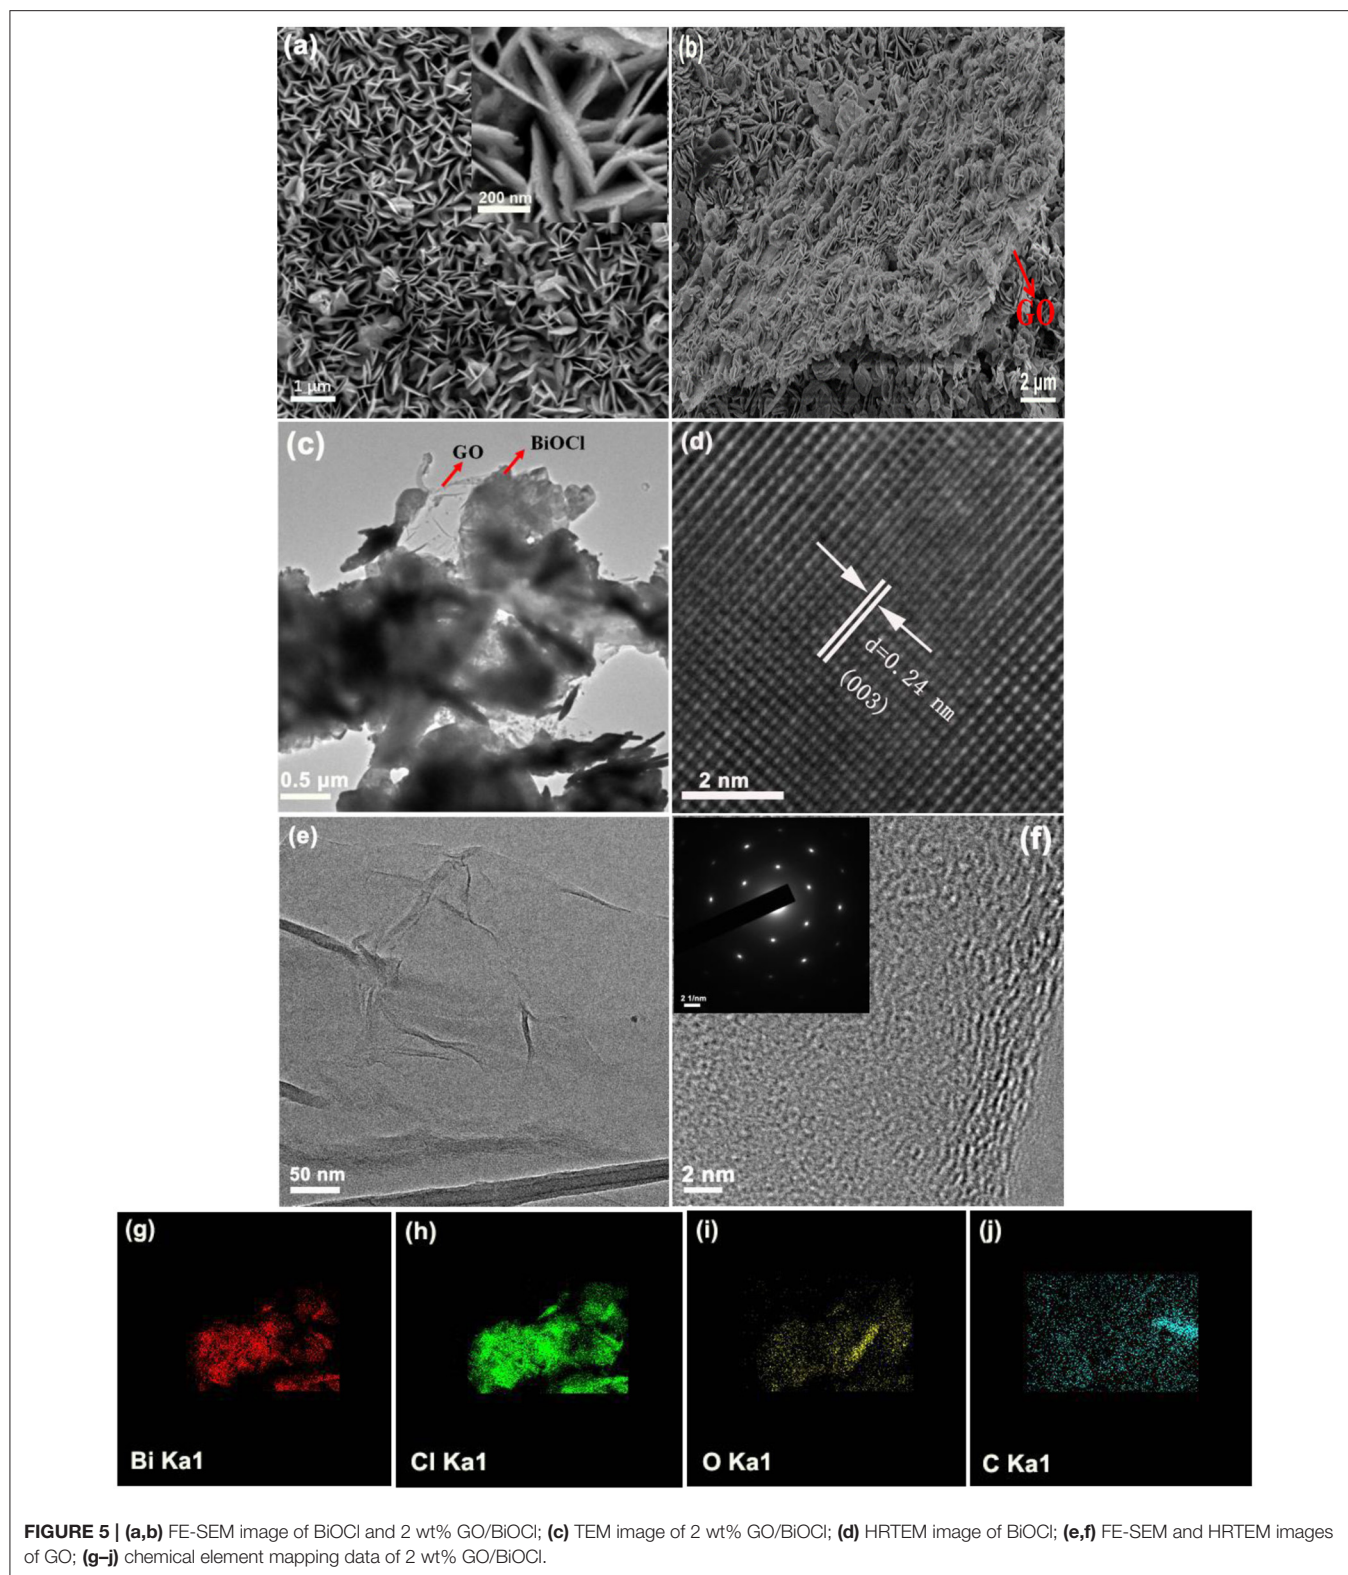 (a)
200 nm
1 µm
(b)
GO
2 µm
(c)
GO
BiOCl
0.5 µm
(d)
d=0.24 nm
(003)
2 nm
(e)
50 nm
(f)
2 1/nm
2 nm
(g)
Bi Ka1
(h)
Cl Ka1
(i)
O Ka1
(j)
C Ka1
FIGURE 5 | (a,b) FE-SEM image of BiOCl and 2 wt% GO/BiOCl; (c) TEM image of 2 wt% GO/BiOCl; (d) HRTEM image of BiOCl; (e,f) FE-SEM and HRTEM images
of GO; (g–j) chemical element mapping data of 2 wt% GO/BiOCl.